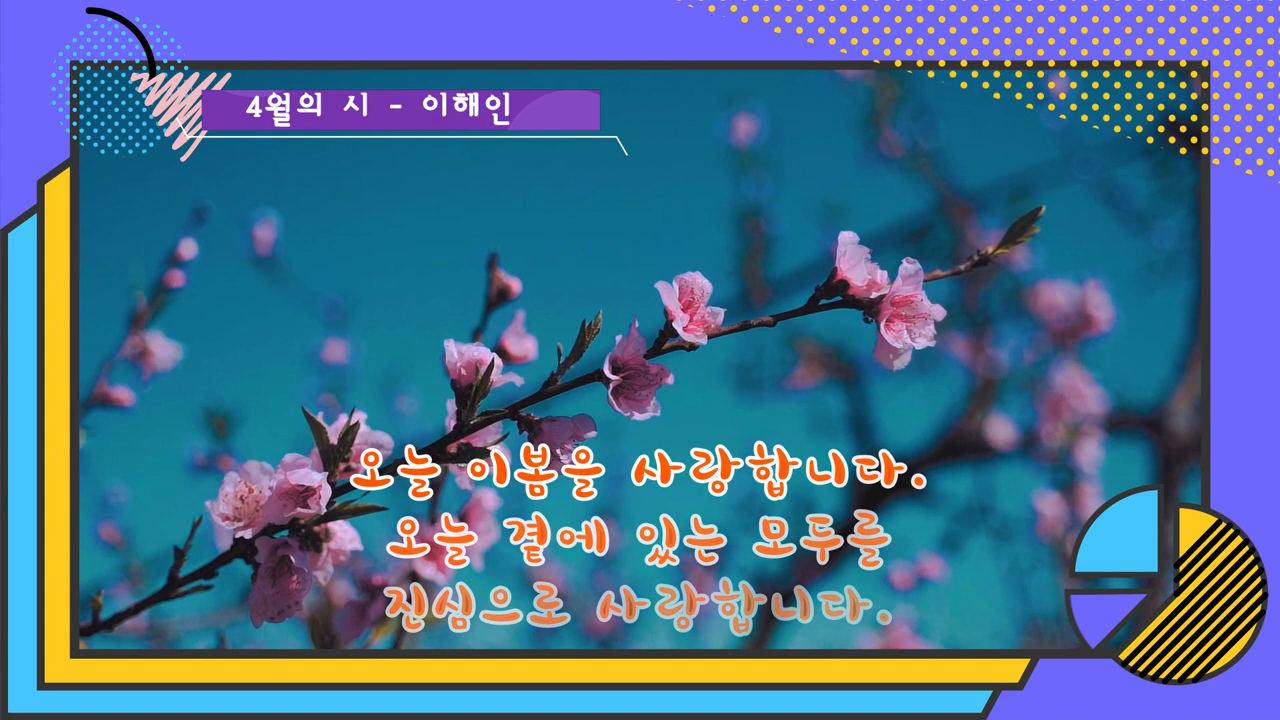 4월의 시 - 이해인
오늘 이봄을 사랑합니다.
오늘 곁에 있는 모두를
진심으로 사랑합니다.